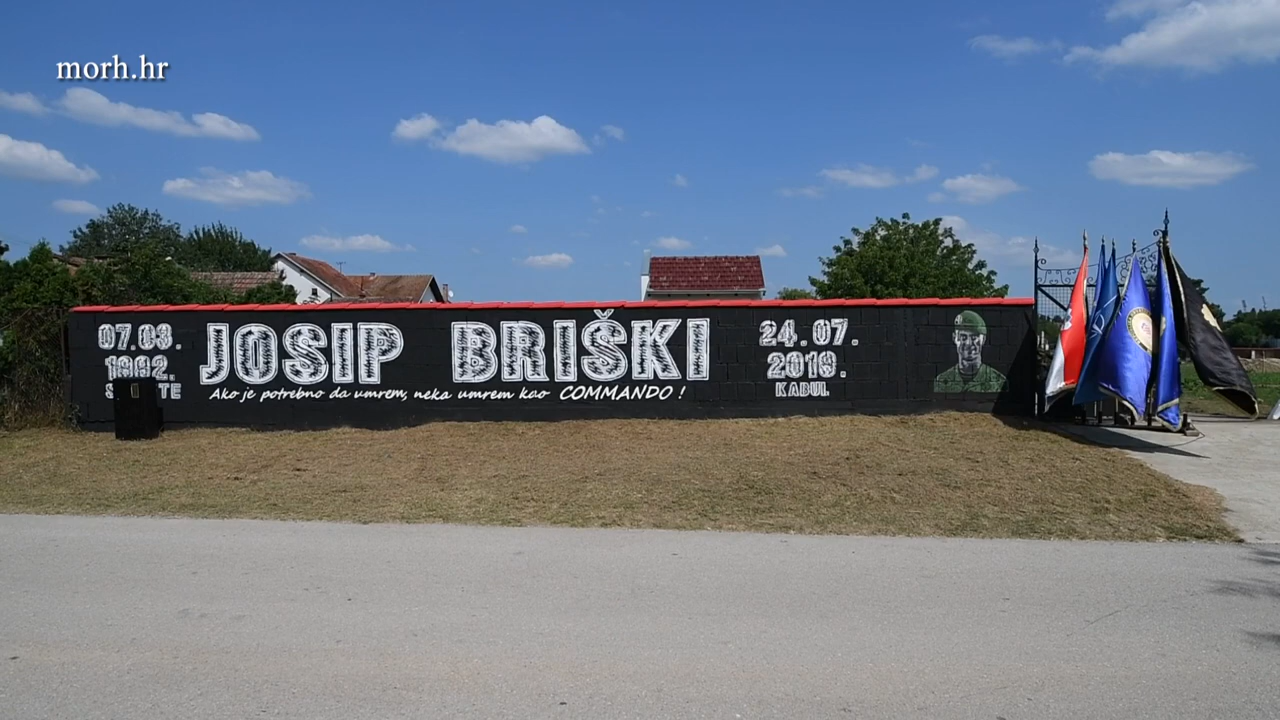 morh.hr
07.03.
1992.
JOSIP BRIŠKI
Ako je potrebno da umrem, neka umrem kao COMMANDO !
24.07.
2019.
KABUL